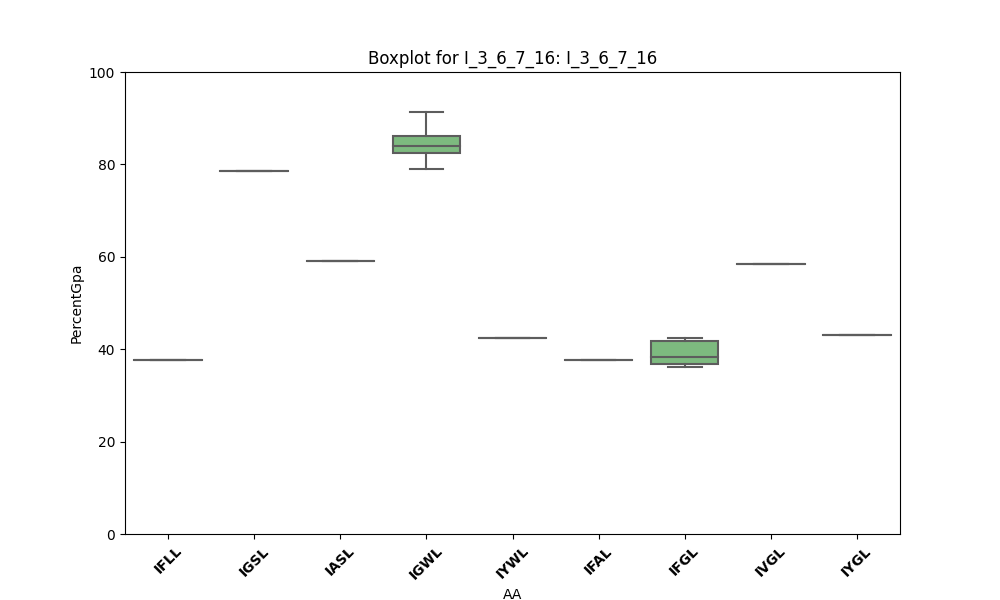 Boxplot for I_3_6_7_16: I_3_6_7_16
PercentGpa
100
80
60
40
20
0
IFLL
IGSL
IASL
IGWL
IYWL
IFAL
IFGL
IVGL
IYGL
AA